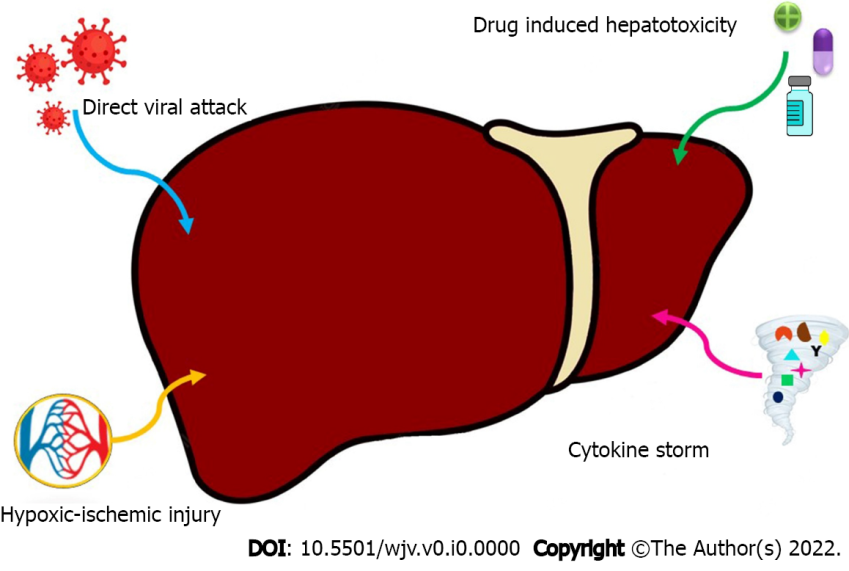 Drug induced hepatotoxicity
Direct viral attack
Y
Cytokine storm
Hypoxic-ischemic injury
DOI: 10.5501/wjv.v0.i0.0000 Copyright ©The Author(s) 2022.